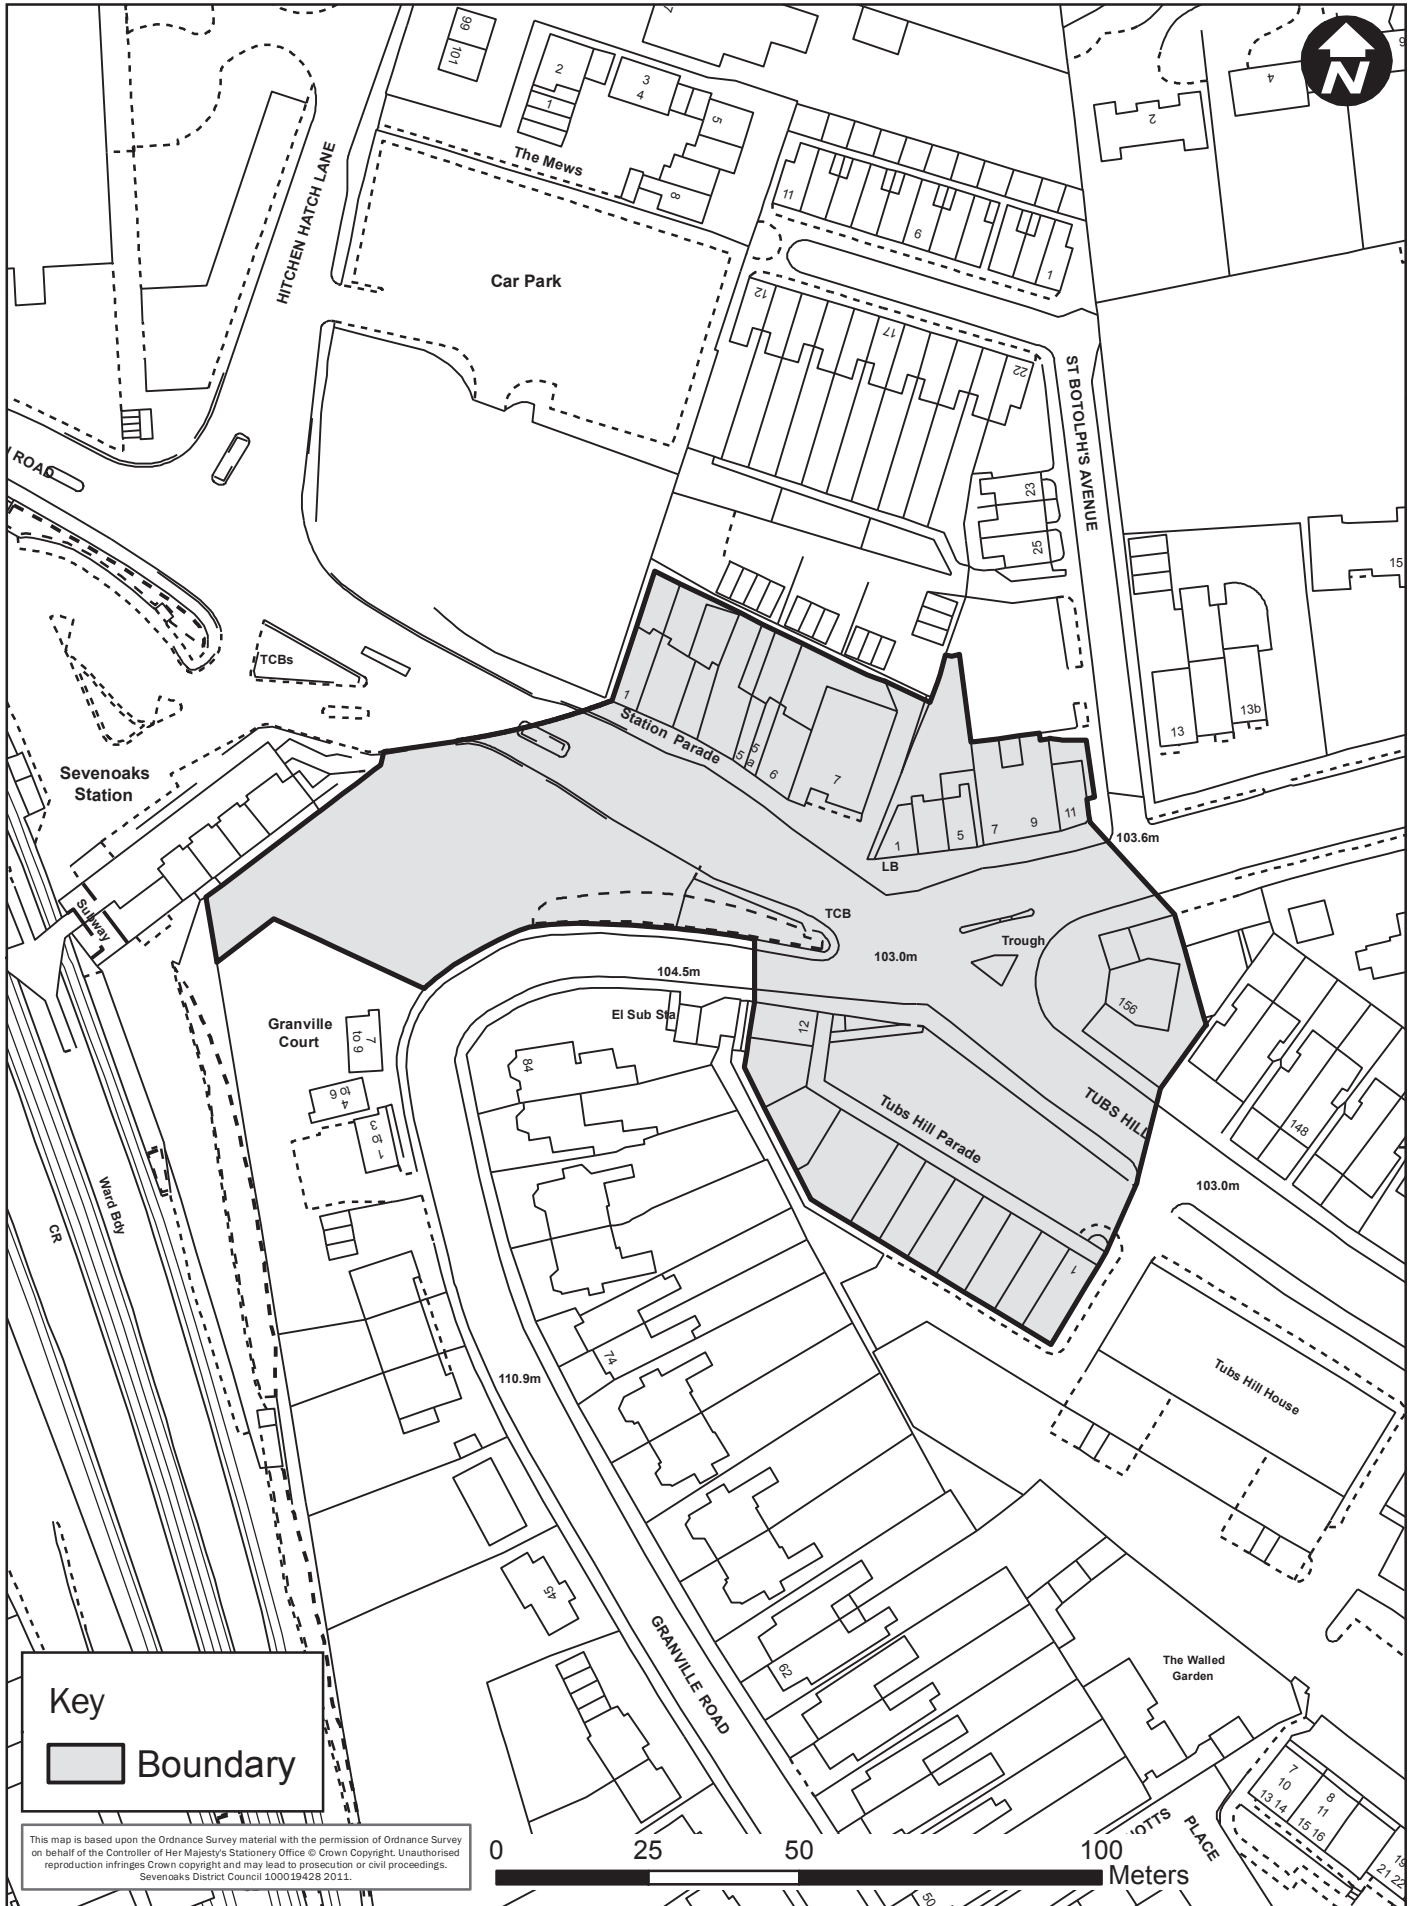 99
101
2
1
3
4
5
7
8
The Mews
HITCHEN HATCH LANE
Car Park
11
6
1
2
4
N
12
17
22
ST BOTOLPH'S AVENUE
23
25
ROAD
TCBs
15
13
13b
Sevenoaks
Station
Subway
1
Station Parade
5
5
a
6
7
1
5
7
9
11
LB
103.6m
TCB
Trough
103.0m
104.5m
156
El Sub Sta
12
Granville
Court
7
to 9
4
to 6
1 to 3
84
Tubs Hill Parade
TUBS HILL
148
103.0m
1
Ward Bdy
CR
74
110.9m
Tubs Hill House
45
GRANVILLE ROAD
62
The Walled
Garden
Key
Boundary
7
10
13 14
8
11
15 16
19
21 22
PLACE
50
This map is based upon the Ordnance Survey material with the permission of Ordnance Survey
on behalf of the Controller of Her Majesty's Stationery Office © Crown Copyright. Unauthorised
reproduction infringes Crown copyright and may lead to prosecution or civil proceedings.
Sevenoaks District Council 100019428 2011.
0 25 50 100
Meters